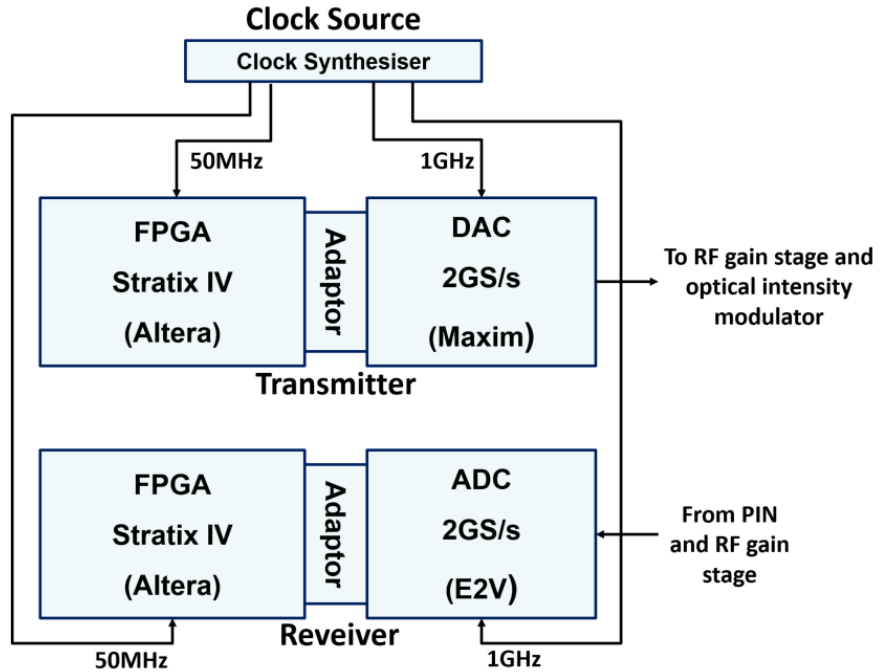 Clock Source
Clock Synthesiser
50MHz
1GHz
FPGA
Stratix IV
(Altera)
Adaptor
DAC
2GS/s
(Maxim)
To RF gain stage and
optical intensity
modulator
Transmitter
FPGA
Stratix IV
(Altera)
Adaptor
ADC
2GS/s
(E2V)
From PIN
and RF gain
stage
Reveiver
50MHz
1GHz